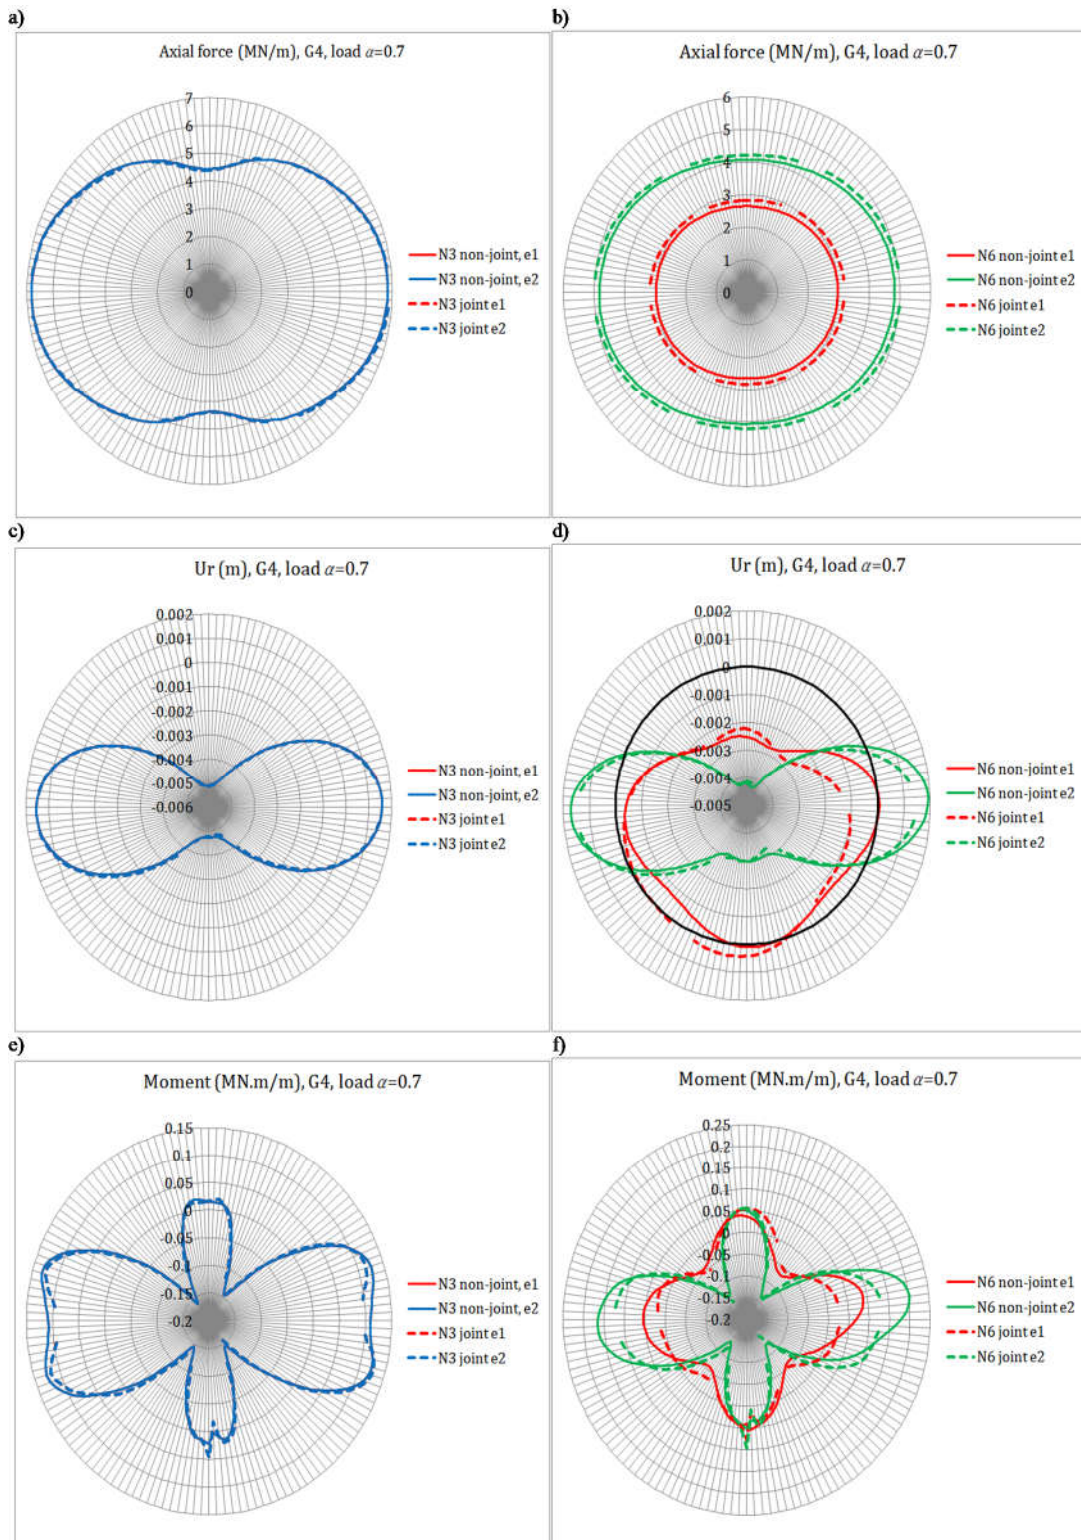 a)
Axial force (MN/m), G4, load α=0.7
7
6
5
4
3
2
1
0
N3 non-joint, e1
N3 non-joint, e2
N3 joint e1
N3 joint e2
b)
Axial force (MN/m), G4, load α=0.7
6
5
4
3
2
1
0
N6 non-joint e1
N6 non-joint e2
N6 joint e1
N6 joint e2
c)
Ur (m), G4, load α=0.7
0.002
0.001
0
-0.001
-0.002
-0.003
-0.004
-0.005
-0.006
N3 non-joint, e1
N3 non-joint, e2
N3 joint e1
N3 joint e2
d)
Ur (m), G4, load α=0.7
0.002
0.001
0
-0.001
-0.002
-0.003
-0.004
-0.005
N6 non-joint e1
N6 non-joint e2
N6 joint e1
N6 joint e2
e)
Moment (MN.m/m), G4, load α=0.7
0.15
0.1
0.05
0
-0.05
-0.1
-0.15
-0.2
N3 non-joint, e1
N3 non-joint, e2
N3 joint e1
N3 joint e2
f)
Moment (MN.m/m), G4, load α=0.7
0.25
0.2
0.15
0.1
0.05
0
-0.05
-0.1
-0.15
-0.2
N6 non-joint e1
N6 non-joint e2
N6 joint e1
N6 joint e2